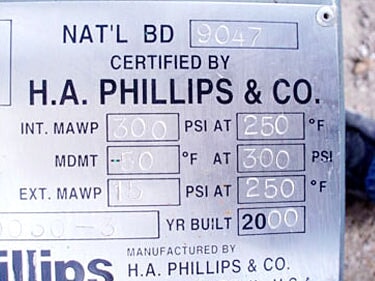 NAT'L BD 9047
CERTIFIED BY
H.A. PHILLIPS & CO.
INT. MAWP 300 PSI AT 250 °F
MDMT -50 °F AT 300 PSI
EXT. MAWP 15 PSI AT 250 °F
YR BUILT 2000
MANUFACTURED BY
H.A. PHILLIPS & CO.